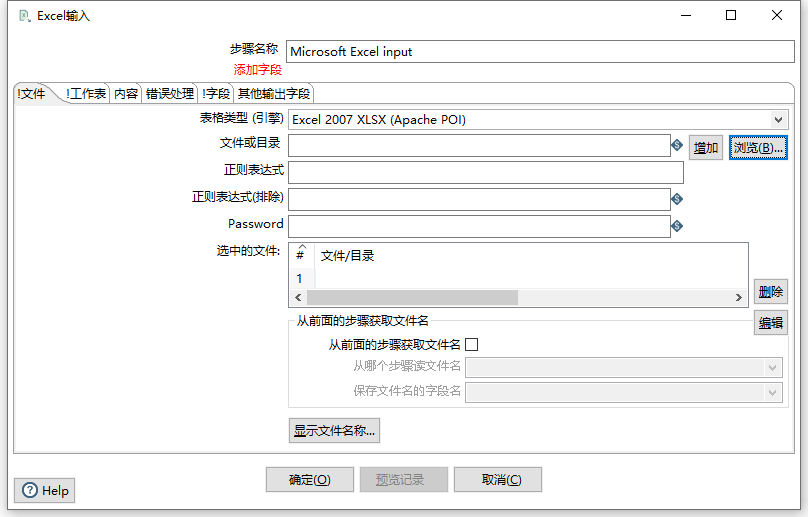 Excel输入
步骤名称 Microsoft Excel input
添加字段
!文件 !工作表 内容 错误处理 !字段 其他输出字段
表格类型 (引擎) Excel 2007 XLSX (Apache POI)
文件或目录 增加 浏览(B)...
正则表达式
正则表达式(排除)
Password
选中的文件: # 文件/目录
1
删除
从前面的步骤获取文件名 编辑
从前面的步骤获取文件名
从哪个步骤读文件名
保存文件名的字段名
显示文件名称...
确定(O) 预览记录 取消(C)
Help